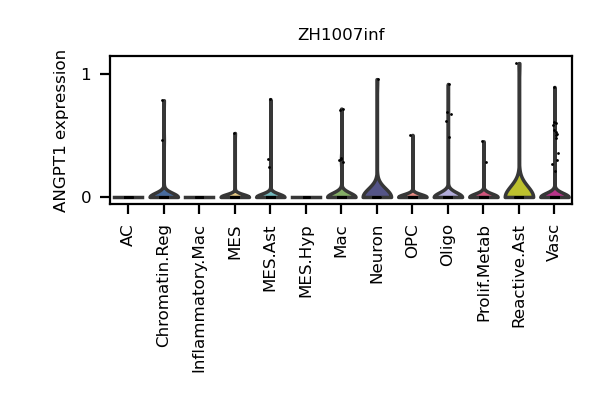 ZH1007inf
ANGPT1 expression
1
0
AC
Chromatin.Reg
Inflammatory.Mac
MES
MES.Ast
MES.Hyp
Mac
Neuron
OPC
Oligo
Prolif.Metab
Reactive.Ast
Vasc